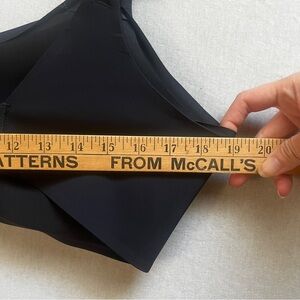 12 13 14 15 16 17 18 19 20
ATTERNS FROM McCALL'S